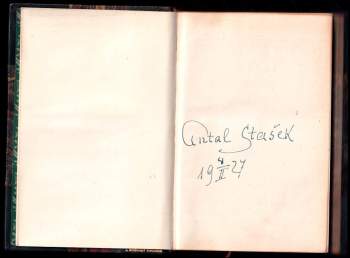 Antal Stašek
19 4/II 27